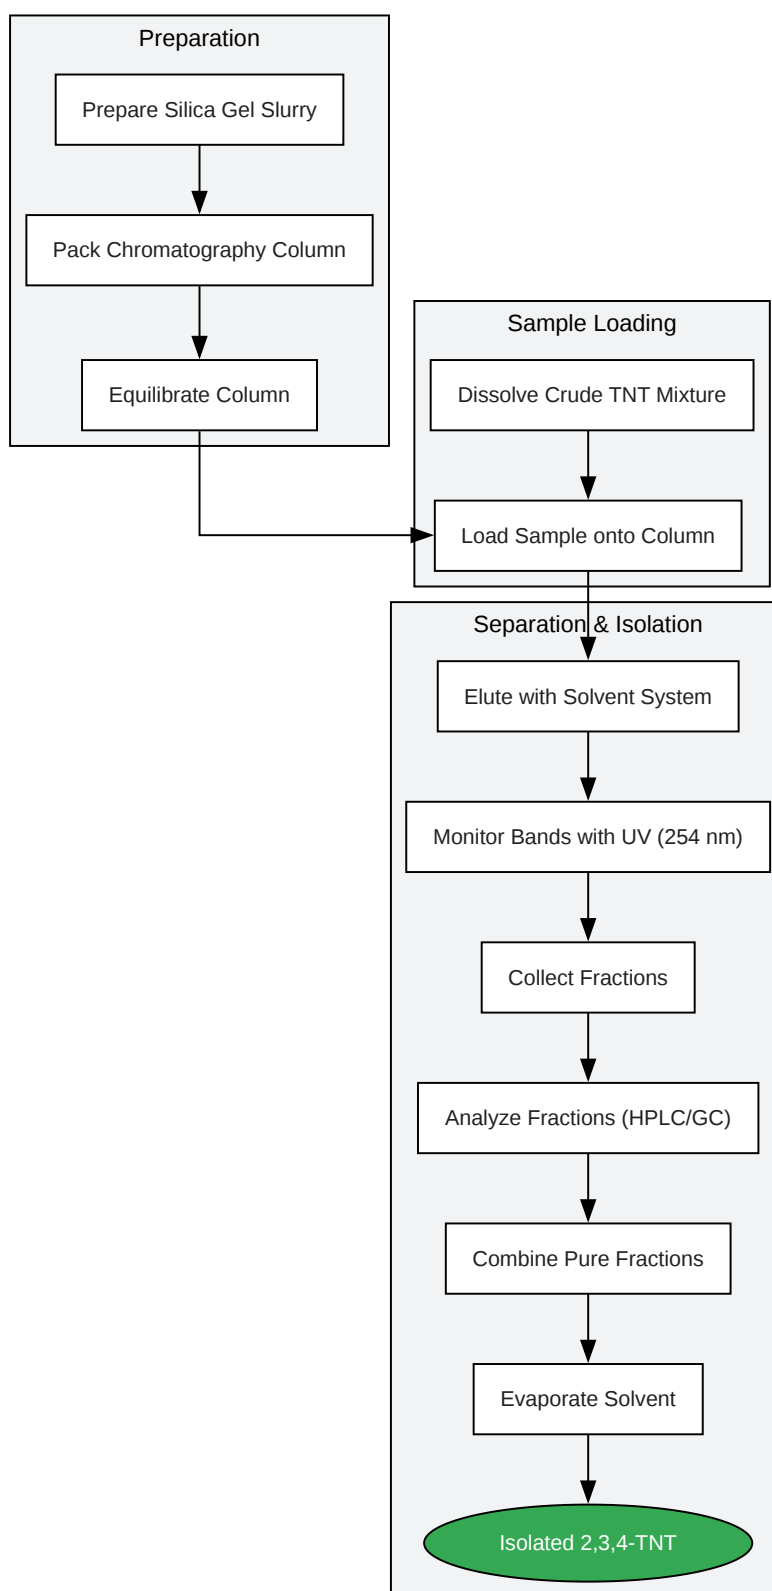 Preparation
Prepare Silica Gel Slurry
Pack Chromatography Column
Equilibrate Column
Sample Loading
Dissolve Crude TNT Mixture
Load Sample onto Column
Separation & Isolation
Elute with Solvent System
Monitor Bands with UV (254 nm)
Collect Fractions
Analyze Fractions (HPLC/GC)
Combine Pure Fractions
Evaporate Solvent
Isolated 2,3,4-TNT